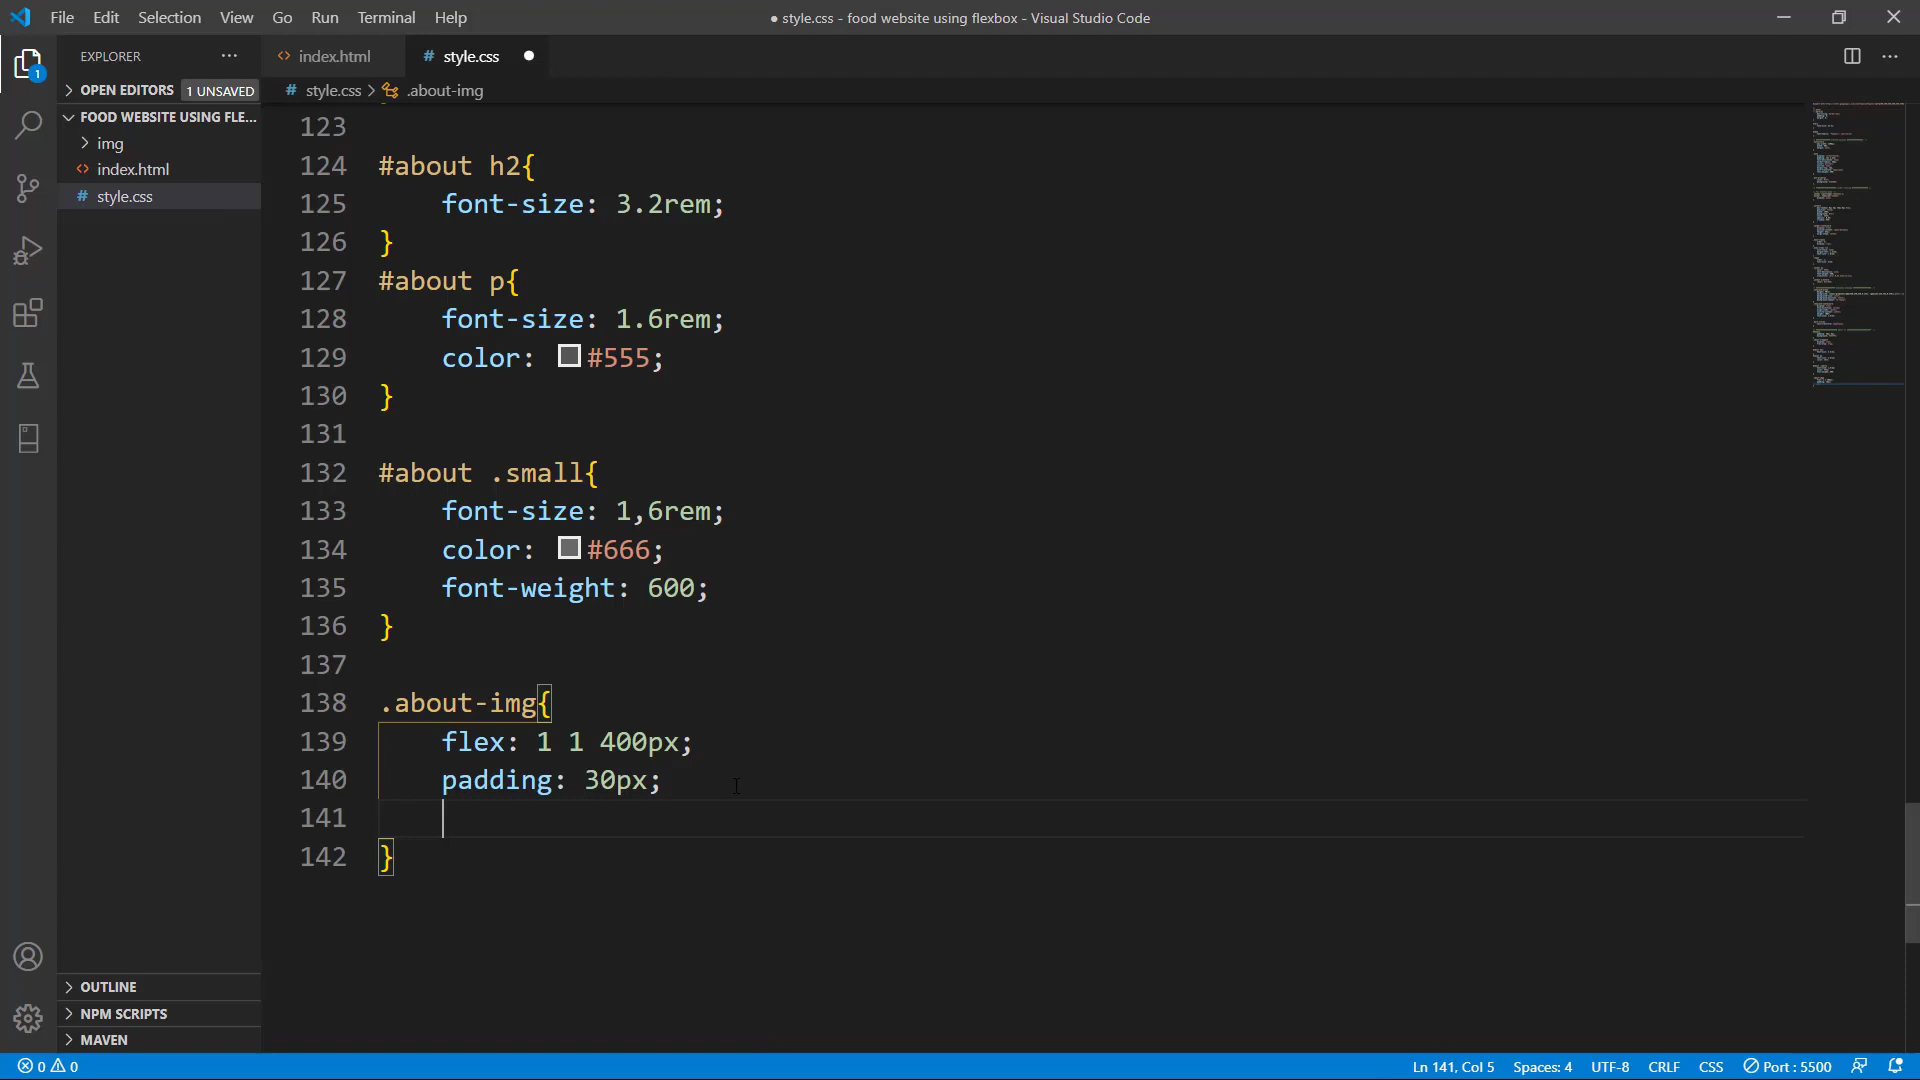 File Edit Selection View Go Run Terminal Help
● style.css - food website using flexbox - Visual Studio Code
EXPLORER
index.html
# style.css
OPEN EDITORS 1 UNSAVED
# style.css > .about-img
FOOD WEBSITE USING FLE...
img
index.html
# style.css
1
123
124 #about h2{
125 font-size: 3.2rem;
126 }
127 #about p{
128 font-size: 1.6rem;
129 color: #555;
130 }
131
132 #about .small{
133 font-size: 1,6rem;
134 color: #666;
135 font-weight: 600;
136 }
137
138 .about-img{
139 flex: 1 1 400px;
140 padding: 30px;
141
142 }
OUTLINE
NPM SCRIPTS
MAVEN
0 0
Ln 141, Col 5 Spaces: 4 UTF-8 CRLF CSS Port : 5500